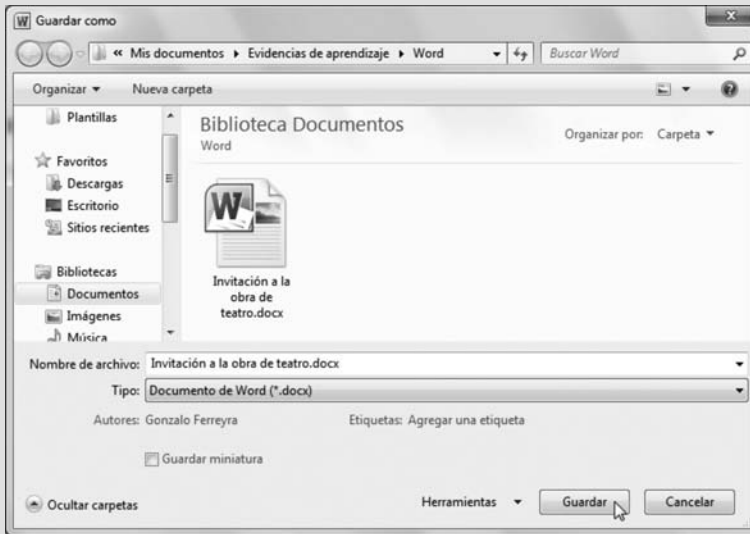 Guardar como
« Mis documentos Evidencias de aprendizaje Word
Buscar Word
Organizar Nueva carpeta
Plantillas
Favoritos
Descargas
Escritorio
Sitios recientes
Bibliotecas
Documentos
Imágenes
Música
Biblioteca Documentos
Word
Organizar por: Carpeta
Invitación a la
obra de
teatro.docx
Nombre de archivo: Invitación a la obra de teatro.docx
Tipo: Documento de Word (*.docx)
Autores: Gonzalo Ferreyra Etiquetas: Agregar una etiqueta
Guardar miniatura
Ocultar carpetas Herramientas Guardar Cancelar